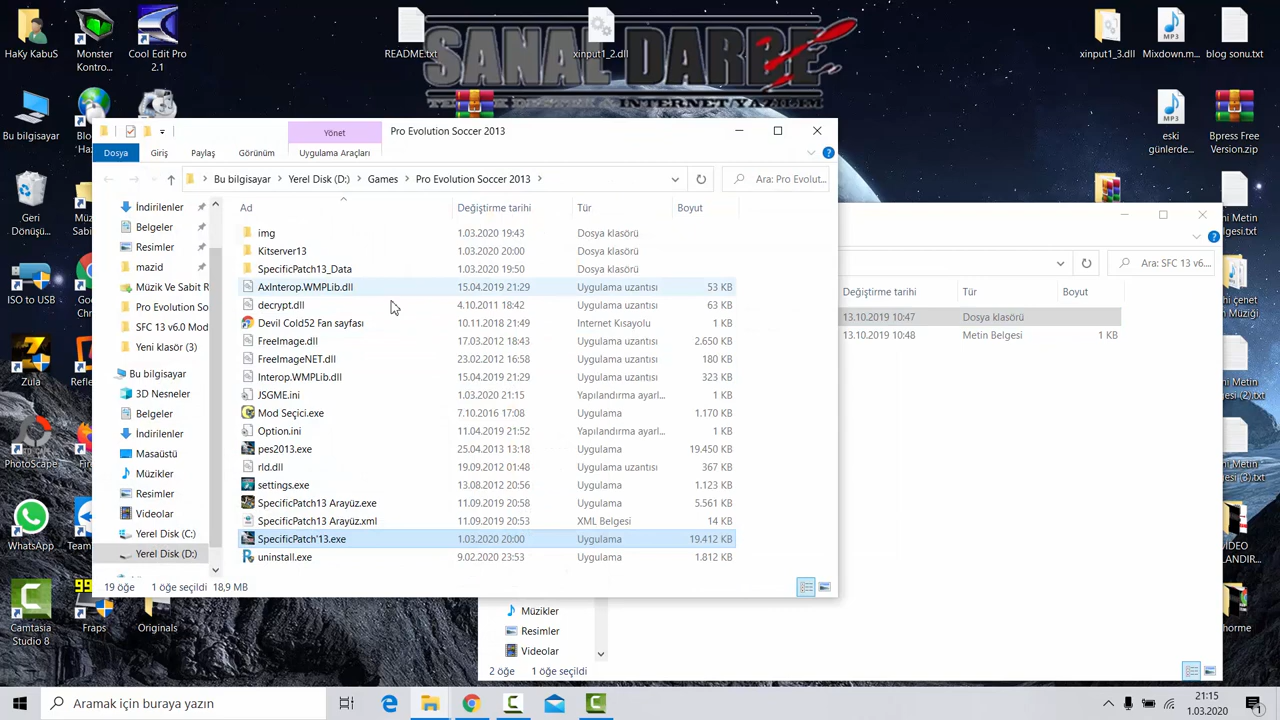 HaKy KabuS
Monster Kontro...
Cool Edit Pro 2.1
README.txt
xinput1_2.dll
xinput1_3.dll
Mixdown.m...
blog sonu.txt
SANAL DARBE
Bu bilgisayar
eski günlerde...
Bpress Free Version.zip
Yönet
Pro Evolution Soccer 2013
Dosya
Giriş
Paylaş
Görünüm
Uygulama Araçları
Bu bilgisayar > Yerel Disk (D:) > Games > Pro Evolution Soccer 2013 >
Ara: Pro Evolut...
Ad
Değiştirme tarihi
Tür
Boyut
img 1.03.2020 19:43 Dosya klasörü
Kitserver13 1.03.2020 20:00 Dosya klasörü
SpecificPatch13_Data 1.03.2020 19:50 Dosya klasörü
AxInterop.WMPLib.dll 15.04.2019 21:29 Uygulama uzantısı 53 KB
decrypt.dll 4.10.2011 18:42 Uygulama uzantısı 63 KB
Devil Cold52 Fan sayfası 10.11.2018 21:49 Internet Kısayolu 1 KB
FreeImage.dll 17.03.2012 18:43 Uygulama uzantısı 2.650 KB
FreeImageNET.dll 23.02.2012 16:58 Uygulama uzantısı 180 KB
Interop.WMPLib.dll 15.04.2019 21:29 Uygulama uzantısı 323 KB
JSGME.ini 1.03.2020 21:15 Yapılandırma ayarl... 1 KB
Mod Seçici.exe 7.10.2016 17:08 Uygulama 1.170 KB
Option.ini 11.04.2019 21:52 Yapılandırma ayarl... 1 KB
pes2013.exe 25.04.2013 13:18 Uygulama 19.450 KB
rld.dll 19.09.2012 01:48 Uygulama uzantısı 367 KB
settings.exe 13.08.2012 20:56 Uygulama 1.123 KB
SpecificPatch13 Arayüz.exe 11.09.2019 20:58 Uygulama 5.561 KB
SpecificPatch13 Arayüz.xml 11.09.2019 20:53 XML Belgesi 14 KB
SpecificPatch'13.exe 1.03.2020 20:00 Uygulama 19.412 KB
uninstall.exe 9.02.2020 23:53 Uygulama 1.812 KB
İndirilenler
Belgeler
Resimler
mazid
Müzik Ve Sabit R
Pro Evolution So
SFC 13 v6.0 Mod
Yeni klasör (3)
Bu bilgisayar
3D Nesneler
Belgeler
İndirilenler
Masaüstü
Müzikler
Resimler
Videolar
Yerel Disk (C:)
Yerel Disk (D:)
19 öğe
1 öğe seçildi 18,9 MB
Ara: SFC 13 v6....
Değiştirme tarihi
Tür
Boyut
13.10.2019 10:47 Dosya klasörü
13.10.2019 10:48 Metin Belgesi 1 KB
Müzikler
Resimler
Videolar
2 öğe
1 öğe seçildi
Geri Dönüşü...
ISO to USB
Zula
PhotoScape
WhatsApp
Camtasia Studio 8
Fraps
Originals
Aramak için buraya yazın
21:15
1.03.2020